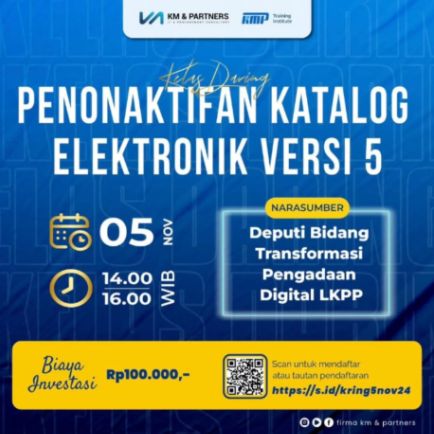 KM & PARTNERS
KMP Training
Institute
Kelas Daring
PENONAKTIFAN KATALOG
ELEKTRONIK VERSI 5
05 NOV
14.00
16.00
WIB
NARASUMBER
Deputi Bidang
Transformasi
Pengadaan
Digital LKPP
Biaya
Investasi
Rp100.000,-
Scan untuk mendaftar
atau tautan pendaftaran
https://s.id/kring5nov24
firma km & partners